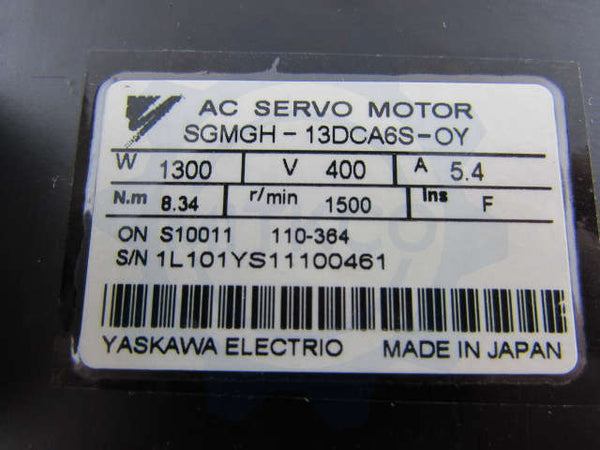 AC SERVO MOTOR
SGMGH-13DCA6S-OY
W 1300 V 400 A 5.4
N.m 8.34 r/min 1500 Ins F
ON S10011 110-364
S/N 1L101YS11100461
YASKAWA ELECTRIO MADE IN JAPAN